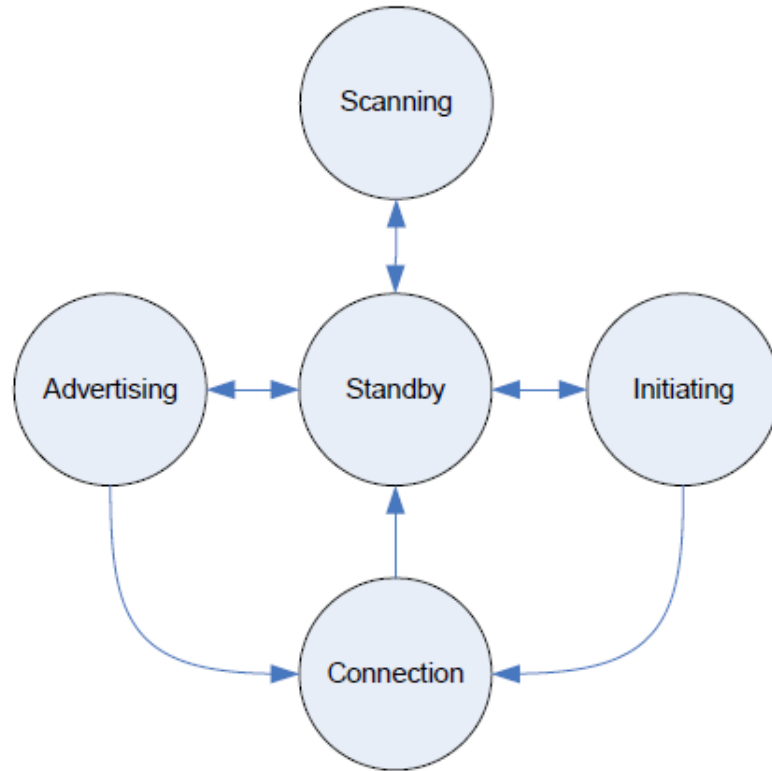 Scanning
Advertising
Standby
Initiating
Connection